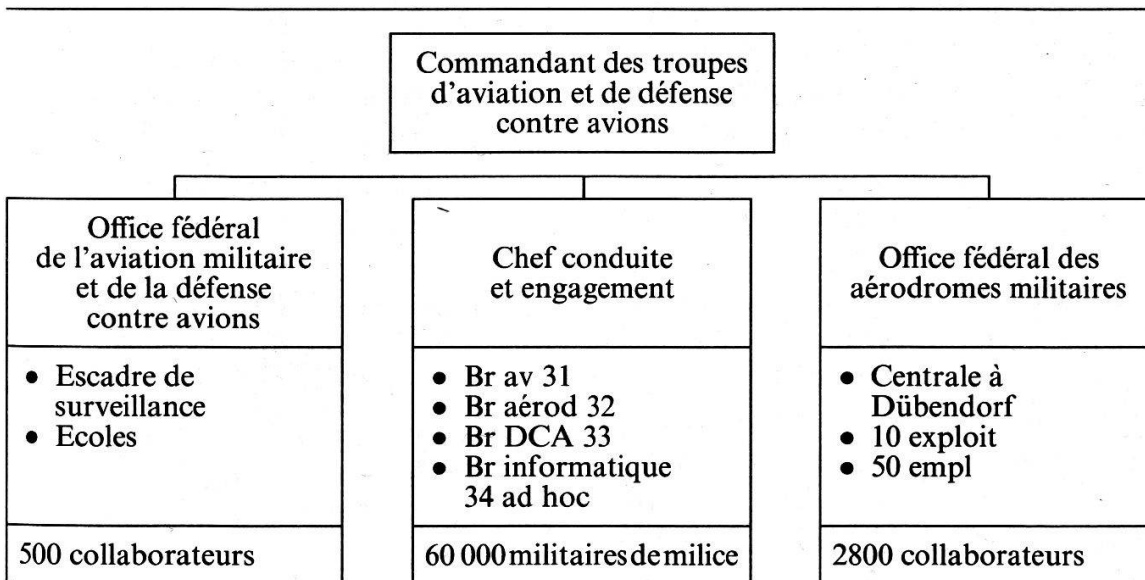 Commandant des troupes
d'aviation et de défense
contre avions
Office fédéral
de l'aviation militaire
et de la défense
contre avions
• Escadre de
surveillance
• Ecoles
500 collaborateurs
Chef conduite
et engagement
• Br av 31
• Br aérod 32
• Br DCA 33
• Br informatique
34 ad hoc
60 000 militaires de milice
Office fédéral des
aérodromes militaires
• Centrale à
Dübendorf
• 10 exploit
• 50 empl
2800 collaborateurs